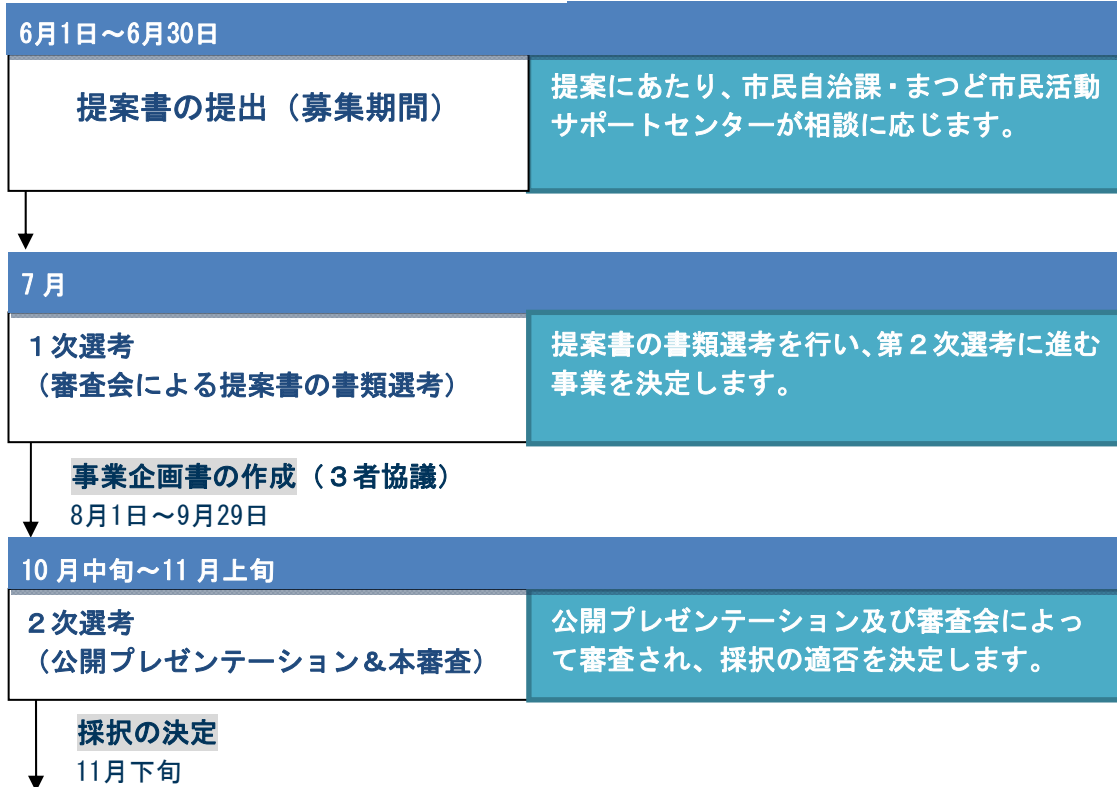 6月1日～6月30日
提案書の提出（募集期間）
提案にあたり、市民自治課・まつど市民活動
サポートセンターが相談に応じます。
7月
１次選考
（審査会による提案書の書類選考）
提案書の書類選考を行い、第２次選考に進む
事業を決定します。
事業企画書の作成（３者協議）
8月1日～9月29日
10月中旬～11月上旬
２次選考
（公開プレゼンテーション＆本審査）
公開プレゼンテーション及び審査会によっ
て審査され、採択の適否を決定します。
採択の決定
11月下旬